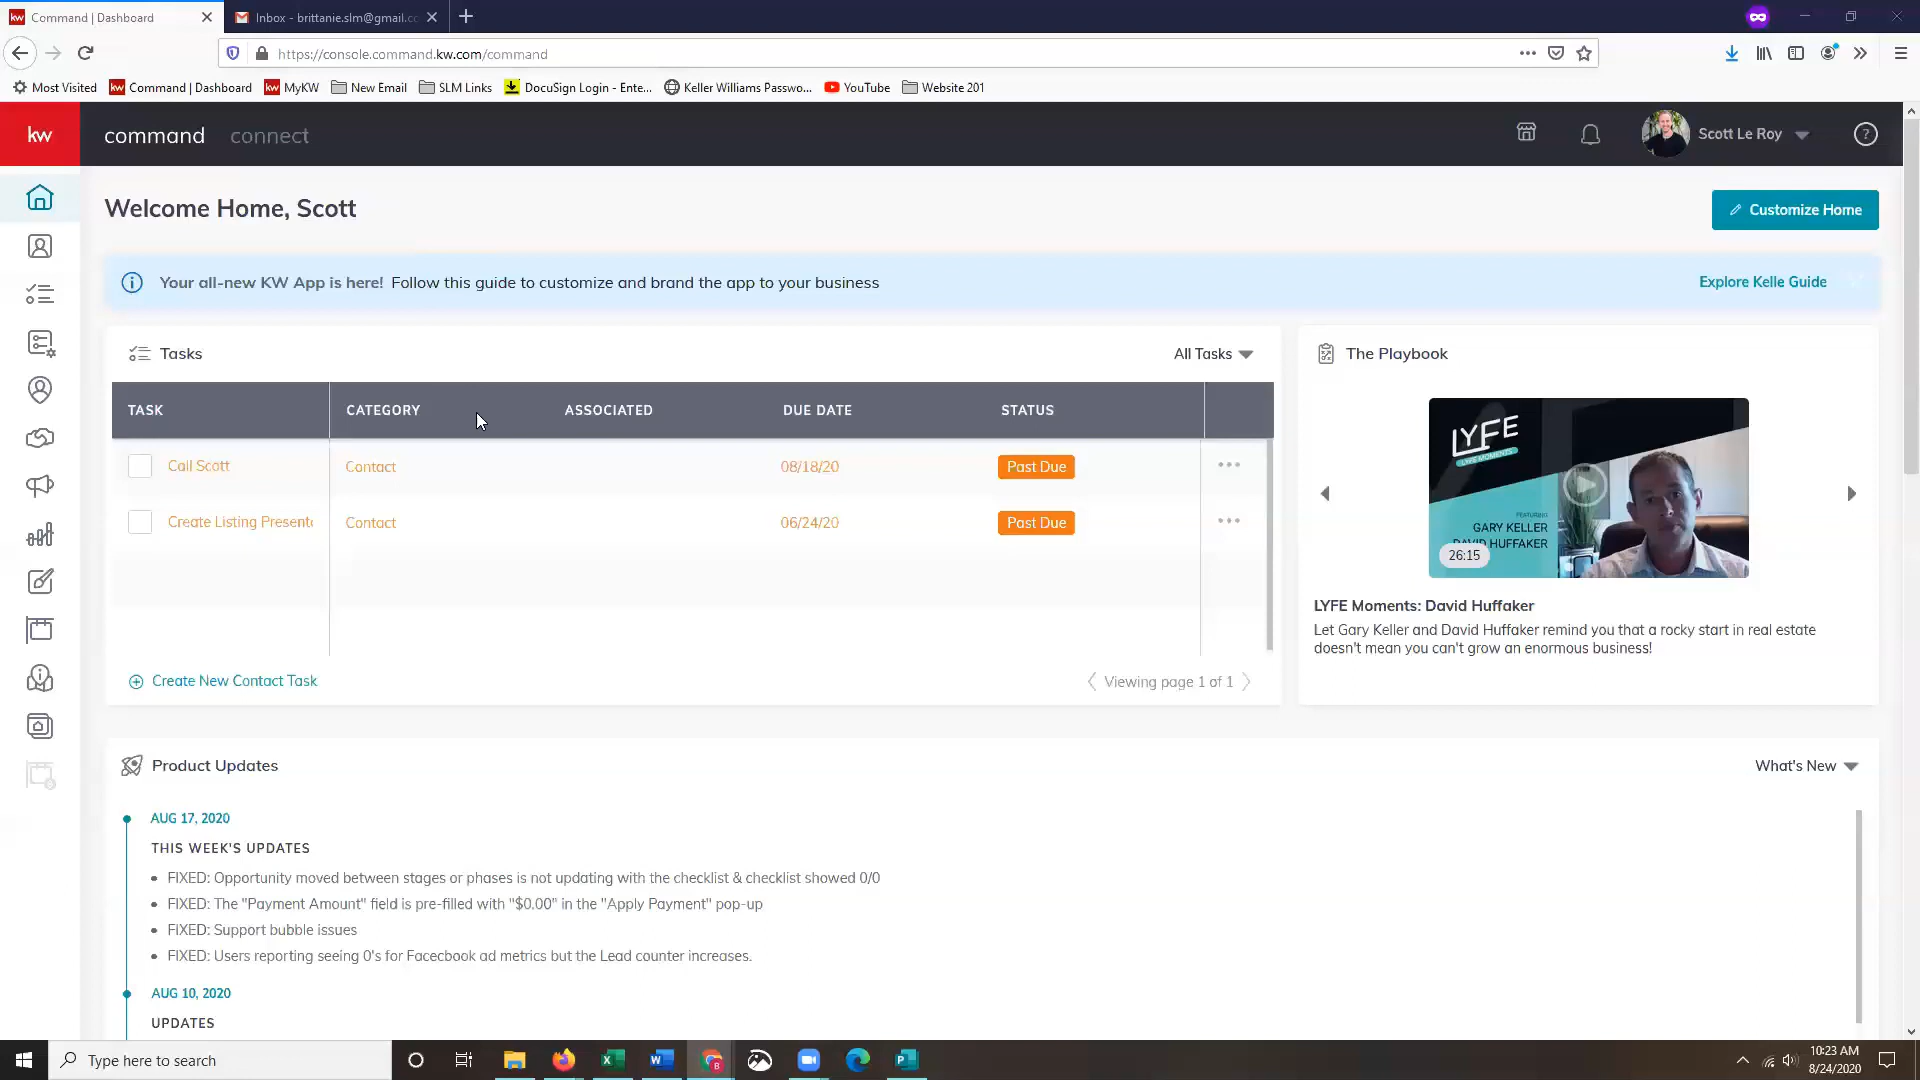 Command | Dashboard
Inbox - brittanie.slm@gmail.co
https://console.command.kw.com/command
Most Visited
Command | Dashboard
MyKW
New Email
SLM Links
DocuSign Login - Ente...
Keller Williams Passwo...
YouTube
Website 201
kw
command
connect
Scott Le Roy
Welcome Home, Scott
Customize Home
Your all-new KW App is here! Follow this guide to customize and brand the app to your business
Explore Kelle Guide
Tasks
All Tasks
TASK
CATEGORY
ASSOCIATED
DUE DATE
STATUS
Call Scott
Contact
08/18/20
Past Due
Create Listing Present
Contact
06/24/20
Past Due
Create New Contact Task
Viewing page 1 of 1
The Playbook
LYFE
LYFE MOMENTS
FEATURING
GARY KELLER
DAVID HUFFAKER
26:15
LYFE Moments: David Huffaker
Let Gary Keller and David Huffaker remind you that a rocky start in real estate
doesn't mean you can't grow an enormous business!
Product Updates
What's New
AUG 17, 2020
THIS WEEK'S UPDATES
FIXED: Opportunity moved between stages or phases is not updating with the checklist & checklist showed 0/0
FIXED: The "Payment Amount" field is pre-filled with "$0.00" in the "Apply Payment" pop-up
FIXED: Support bubble issues
FIXED: Users reporting seeing 0's for Facecbook ad metrics but the Lead counter increases.
AUG 10, 2020
UPDATES
Type here to search
10:23 AM
8/24/2020